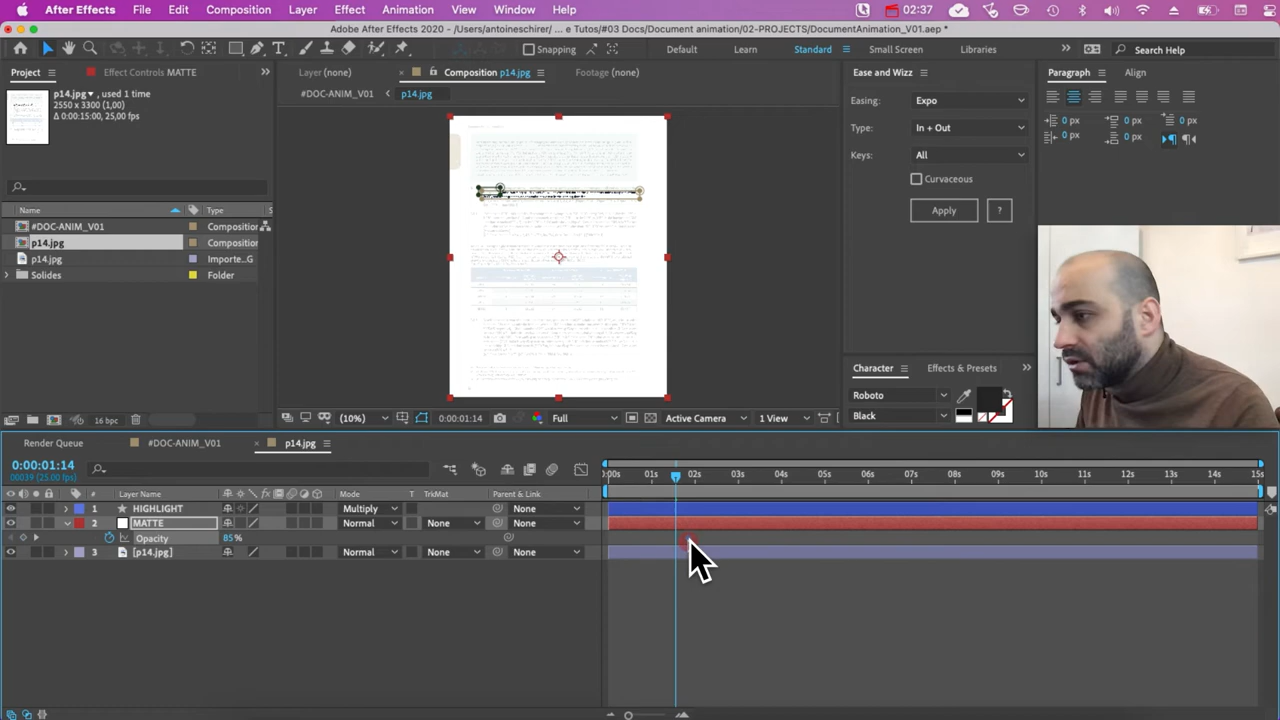 After Effects File Edit Composition Layer Effect Animation View Window Help 02:37
Adobe After Effects 2020 - /Users/antoineschirer/ ... e Tutos/#03 Docs/Document animation/02-PROJECTS/DocumentAnimation_V01.aep *
Snapping Default Learn Standard Small Screen Libraries Search Help
Project Effect Controls MATTE Layer (none) Composition p14.jpg Footage (none) Ease and Wizz Paragraph Align
p14.jpg, used 1 time
2550 x 3300 (1,00)
Δ 0:00:15:00, 25,00 fps
#DOC-ANIM_V01 p14.jpg
Easing: Expo
Type: In + Out
Keys:
Curvaceous
Apply ?
0 px 0 px 0 px
0 px 0 px
Name Type S
#DOC-ANIM_V01 Composition
p14.jpg Composition
p14.jpg Importe...G
Solides Folder
Character Effects & Presets
Roboto
Black
16 bpc
(10%) 0:00:01:14 Full Active Camera 1 View
Render Queue #DOC-ANIM_V01 p14.jpg
0:00:01:14
00039 (25.00 fps)
:00s 01s 02s 03s 04s 05s 06s 07s 08s 09s 10s 11s 12s 13s 14s 15s
# Layer Name Mode T TrkMat Parent & Link
1 HIGHLIGHT Multiply None
2 MATTE Normal None None
Opacity 85%
3 [p14.jpg] Normal None None